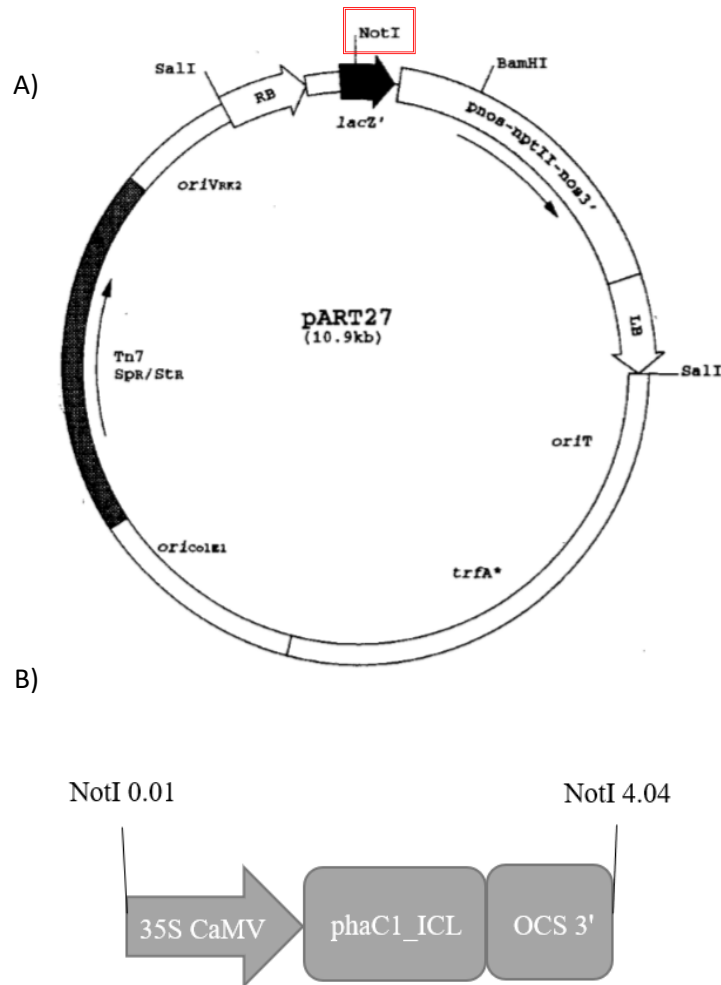 A)
NotI
SalI
BamHI
RB
lacZ'
pnos-nptII-nos3'
oriVRK2
pART27
(10.9kb)
LB
Tn7
SpR/StR
SalI
oriT
oriColE1
trfA*
B)
NotI 0.01
NotI 4.04
35S CaMV
phaC1_ICL
OCS 3'